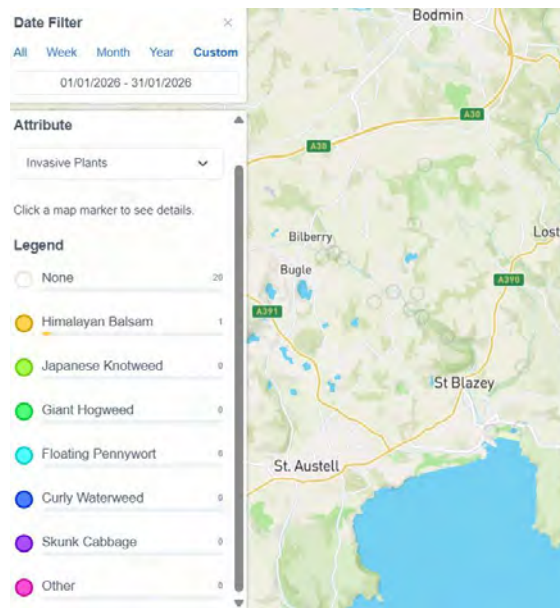 Date Filter
×
All Week Month Year Custom
01/01/2026 - 31/01/2026
Attribute
Invasive Plants
Click a map marker to see details.
Legend
None 20
Himalayan Balsam 1
Japanese Knotweed 0
Giant Hogweed 0
Floating Pennywort 0
Curly Waterweed 0
Skunk Cabbage 0
Other 0
Bodmin
A30
A30
Bilberry
Lost
Bugle
A390
A391
St Blazey
St. Austell